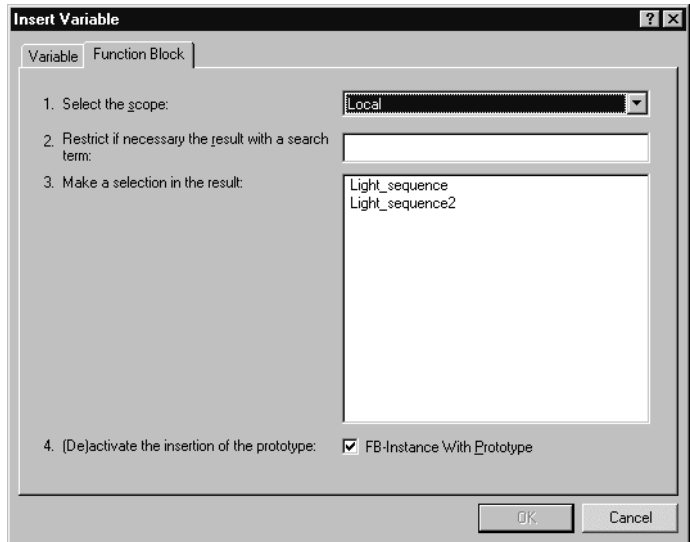 Insert Variable
Variable
Function Block
1. Select the scope:
Local
2. Restrict if necessary the result with a search
term:
3. Make a selection in the result:
Light_sequence
Light_sequence2
4. (De)activate the insertion of the prototype:
FB-Instance With Prototype
OK
Cancel